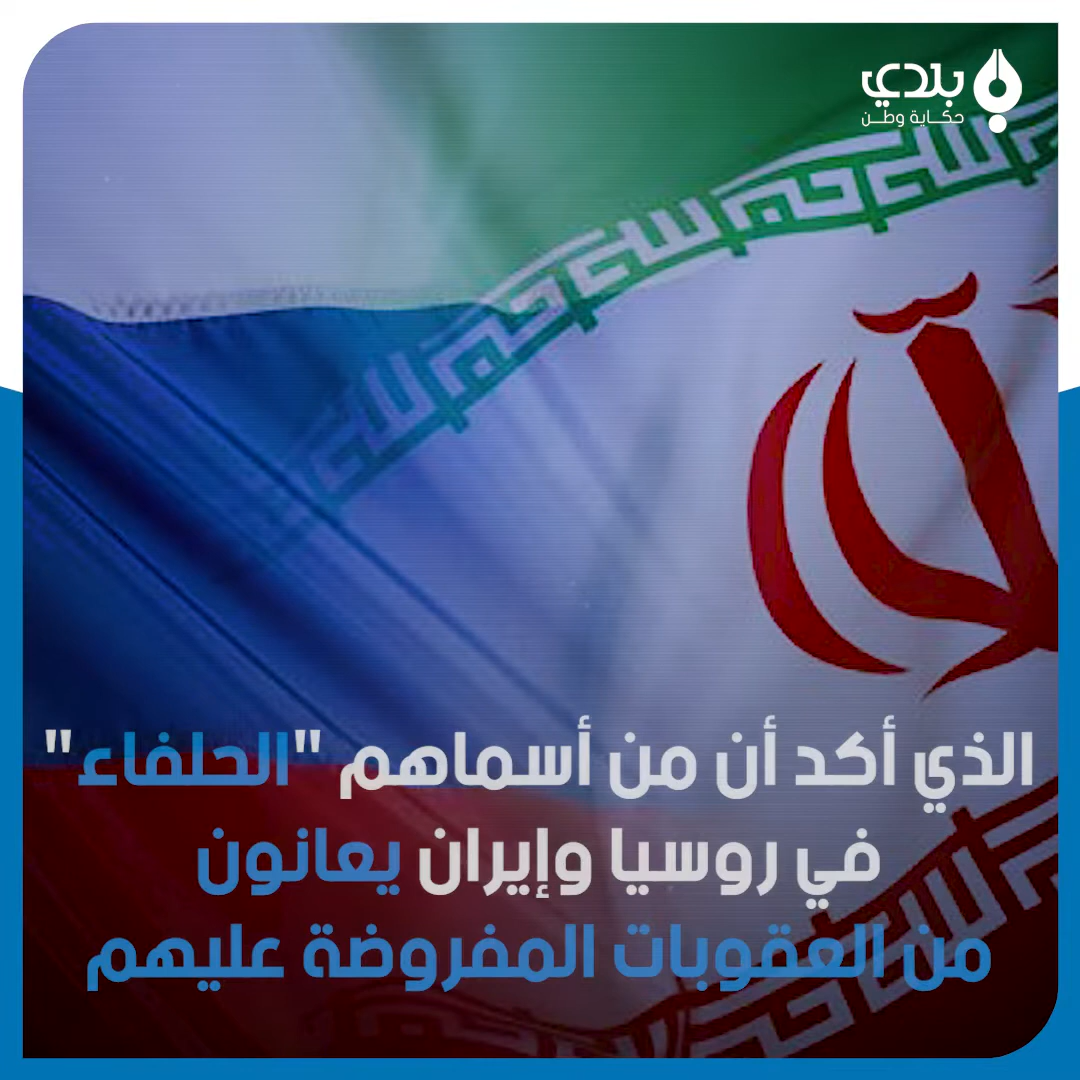 بلدي
حكاية وطن
الذي أكد أن من أسماهم "الحلفاء"
في روسيا وإيران يعانون
من العقوبات المفروضة عليهم